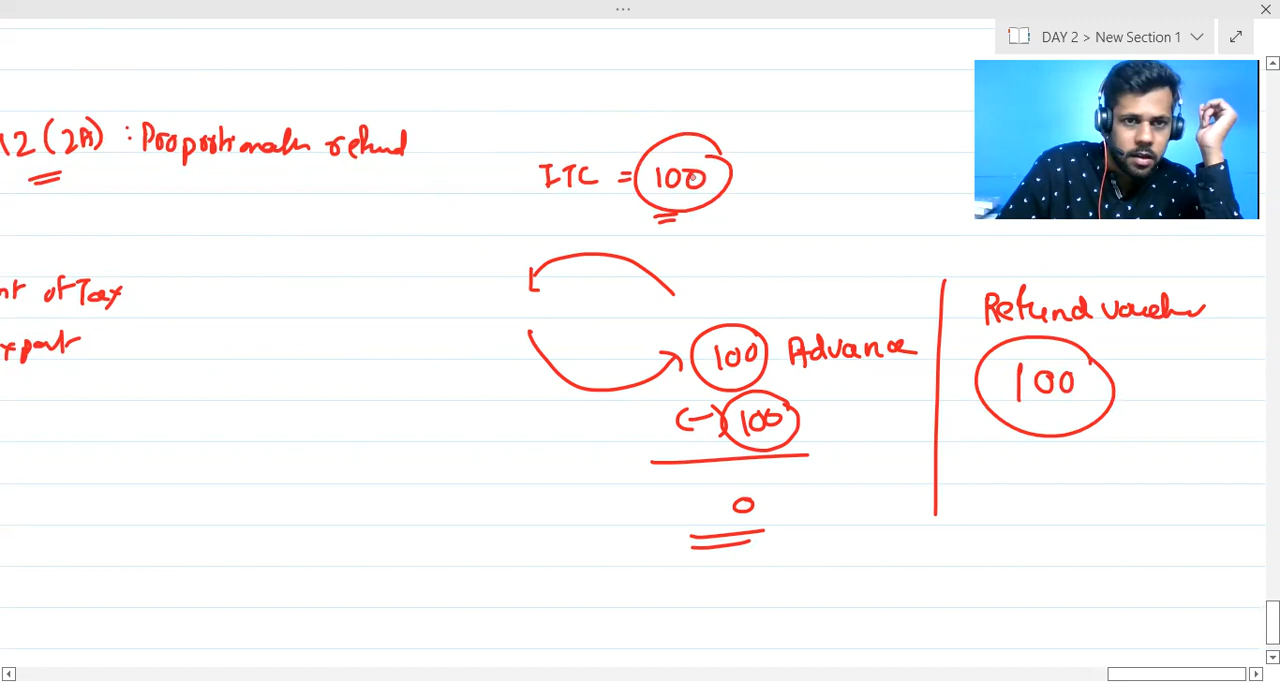 DAY 2 > New Section 1
12 (2A) : Proportionate refund
ITC = 100
nt of Tax
xport
100 Advance
(-) 100
0
Refund voucher
100